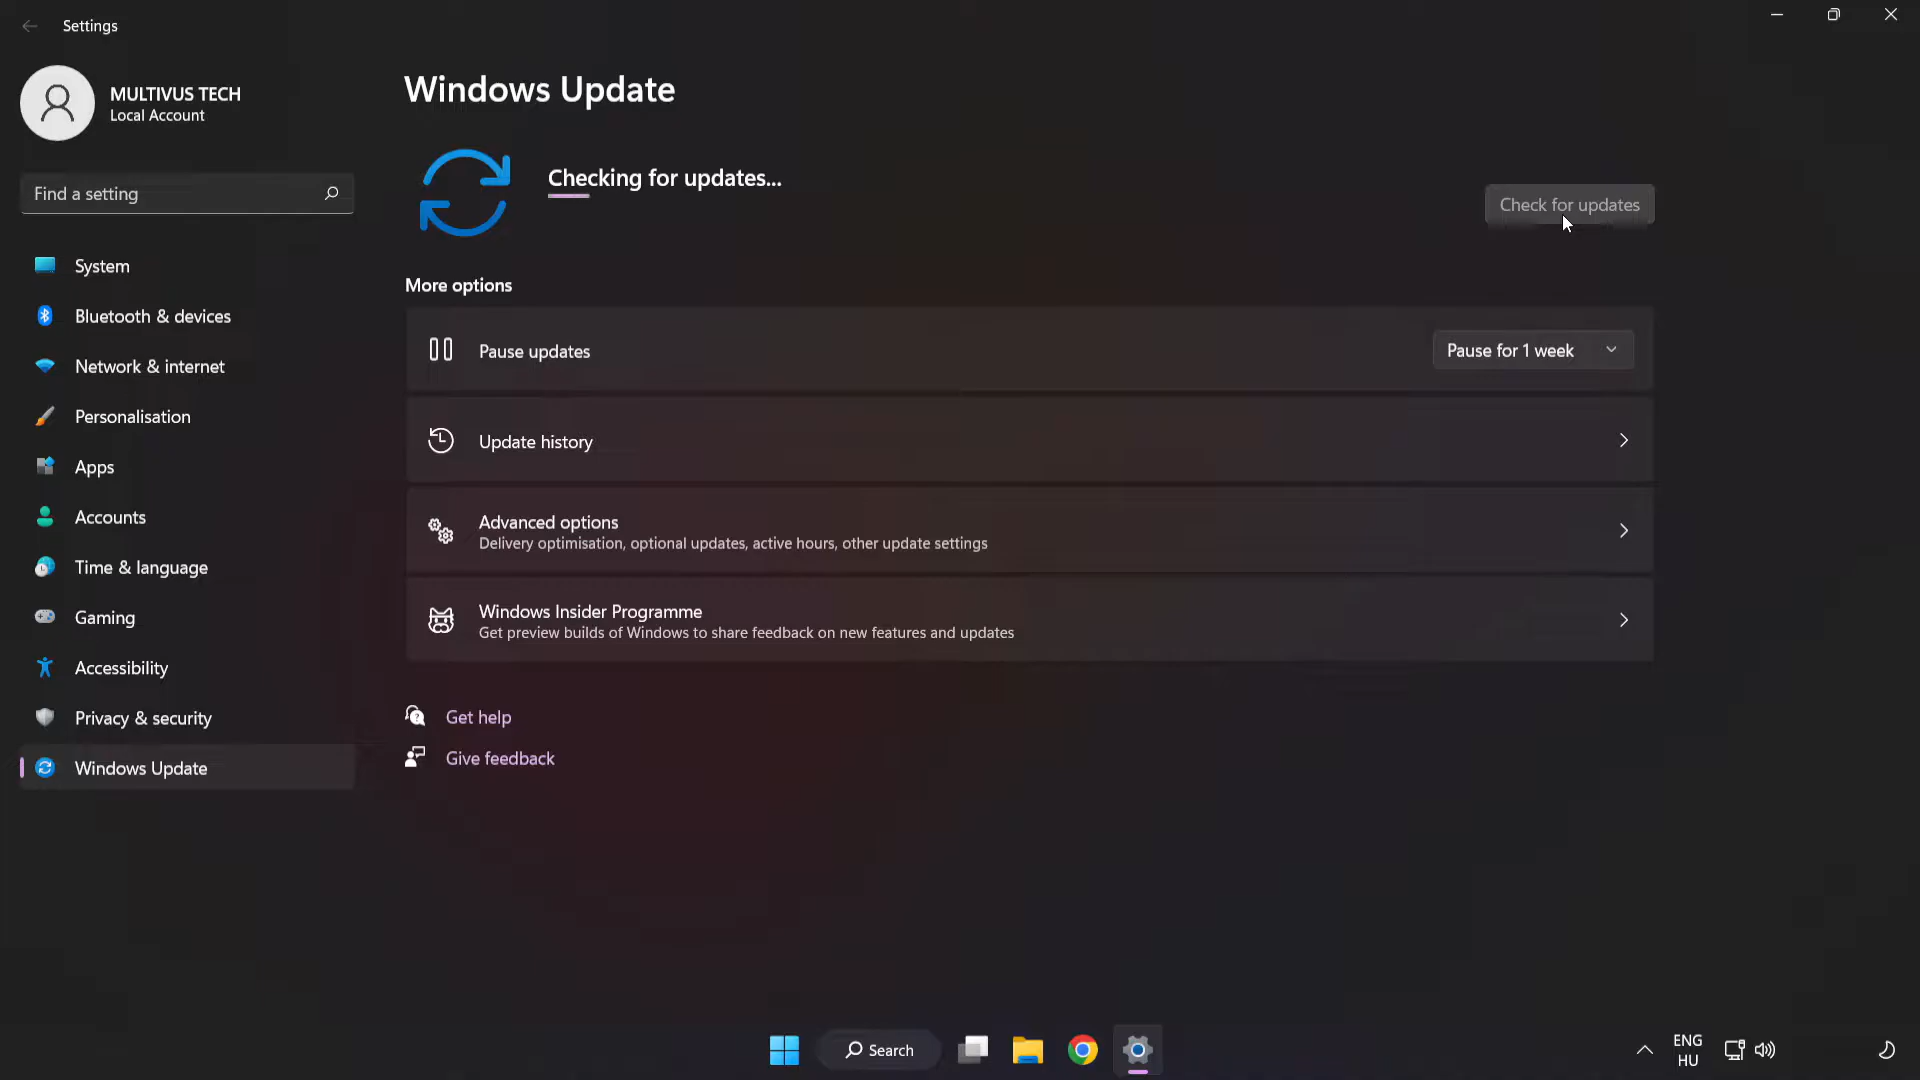 Settings
MULTIVUS TECH
Local Account
Find a setting
System
Bluetooth & devices
Network & internet
Personalisation
Apps
Accounts
Time & language
Gaming
Accessibility
Privacy & security
Windows Update
Windows Update
Checking for updates...
Check for updates
More options
Pause updates
Pause for 1 week
Update history
Advanced options
Delivery optimisation, optional updates, active hours, other update settings
Windows Insider Programme
Get preview builds of Windows to share feedback on new features and updates
Get help
Give feedback
Search
ENG
HU